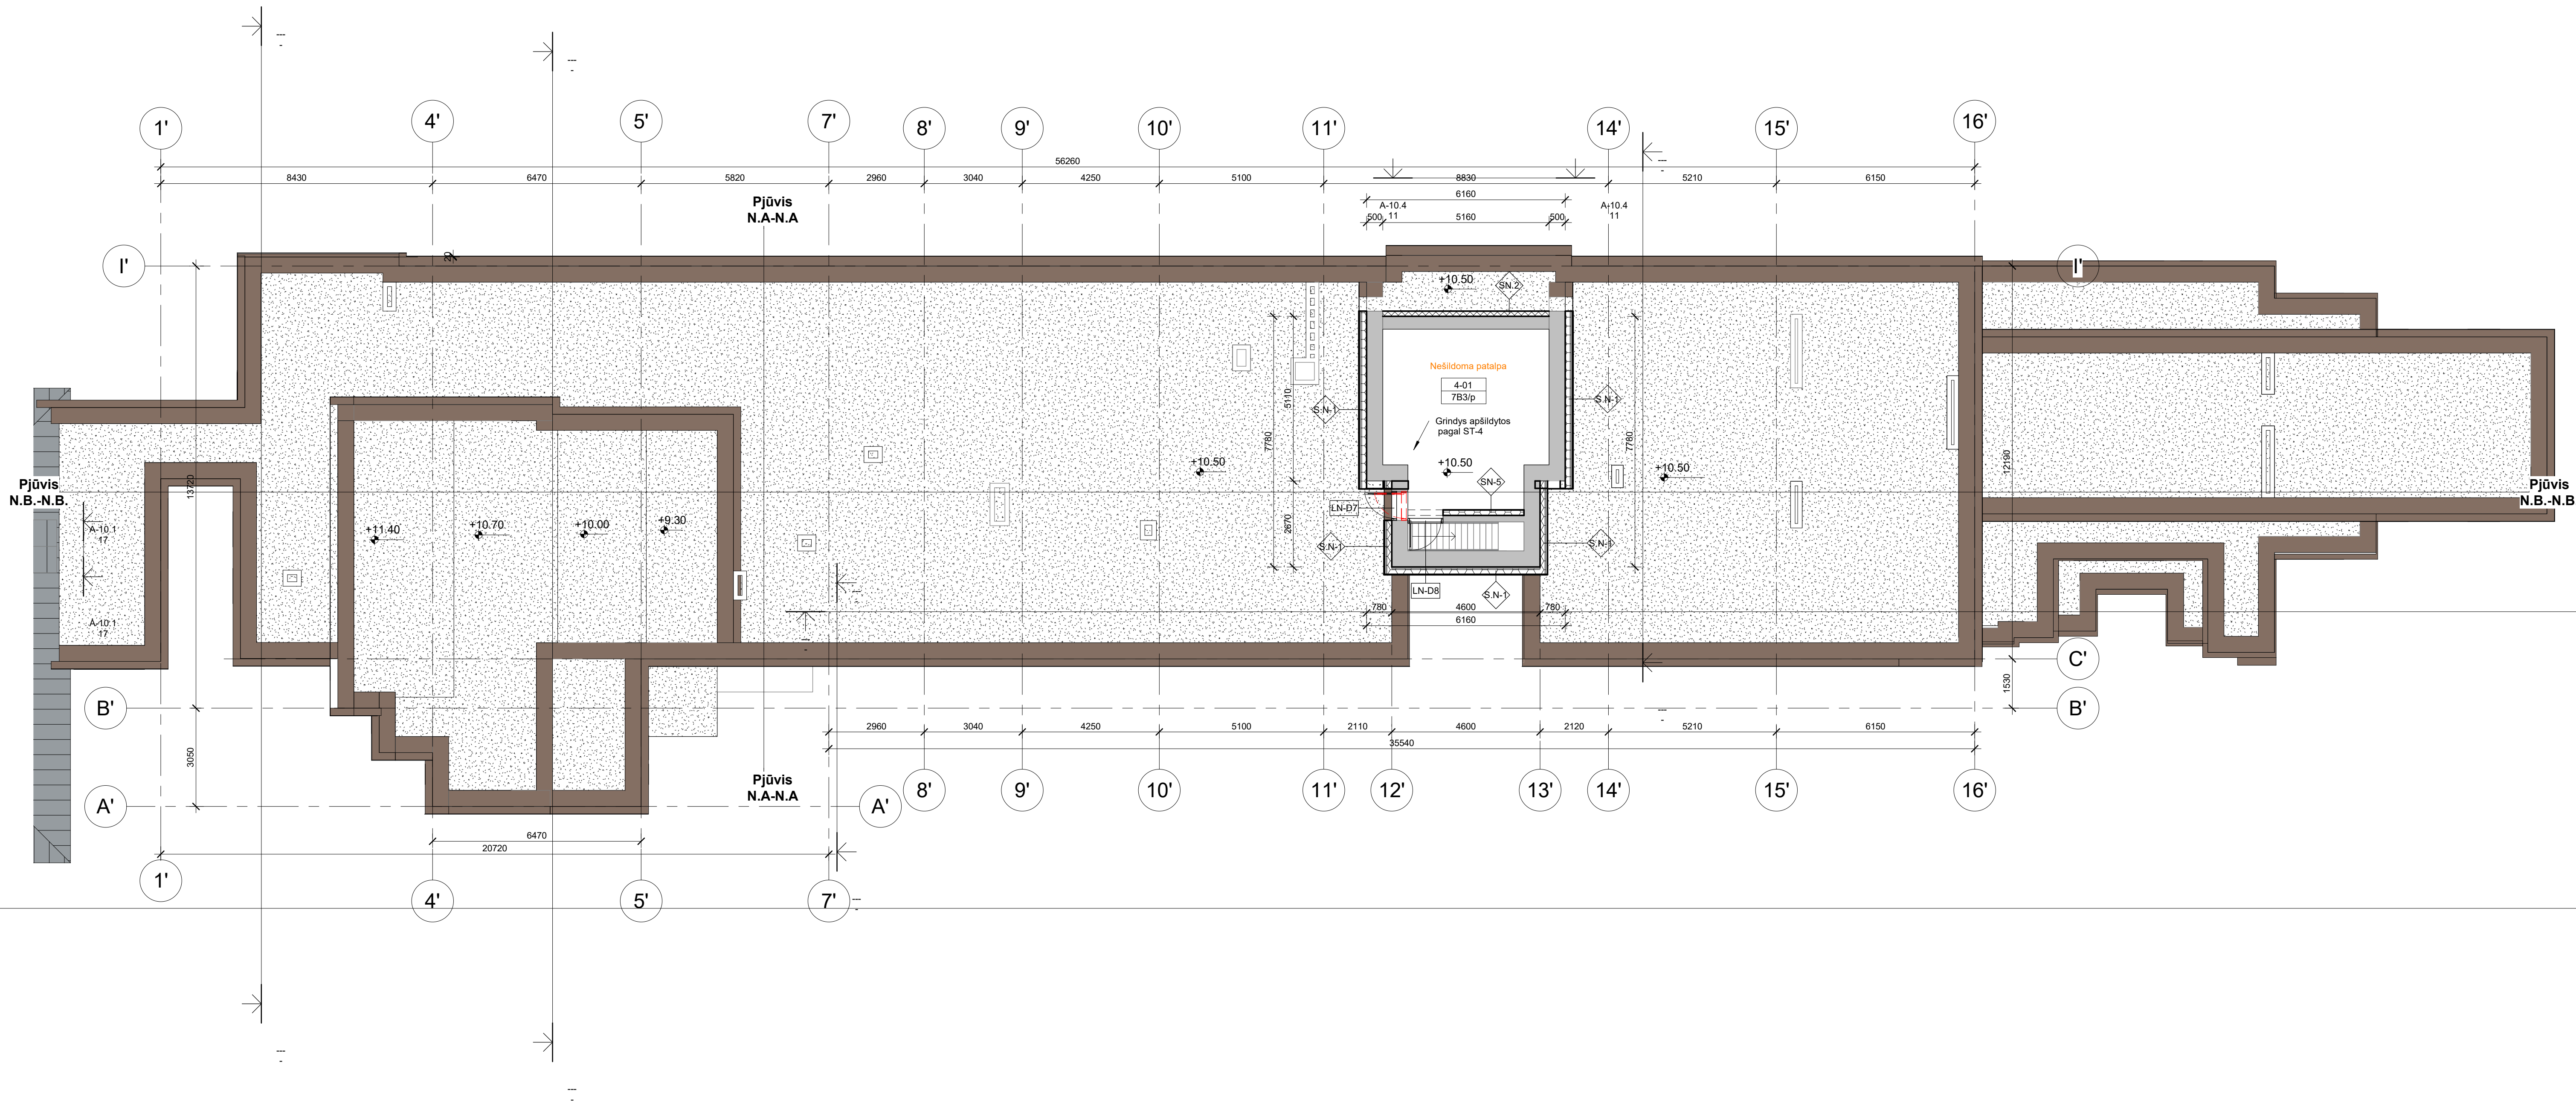 ---
-
---
-
1'
4'
5'
7'
8'
9'
10'
11'
14'
15'
16'
56260
---
-
8430
6470
5820
2960
3040
4250
5100
8830
5210
6150
6160
Pjūvis
N.A-N.A
A-10.4
11
A-10.4
11
500
5160
500
I'
20
I'
+10.50
SN.2
Nešildoma patalpa
4-01
7B3/p
Grindys apšildytos
pagal ST-4
S.N-1
S.N-1
5110
7780
7780
+10.50
+10.50
+10.50
SN-5
Pjūvis
N.B.-N.B.
13720
12190
Pjūvis
N.B.-N.B
A-10.1
17
+11.40
+10.70
+10.00
+9.30
LN-D7
2670
S.N-1
S.N-1
LN-D8
S.N-1
---
-
A-10.1
17
780
4600
780
6160
---
-
C'
1530
B'
B'
---
-
3050
2960
3040
4250
5100
2110
4600
2120
5210
6150
35540
Pjūvis
N.A-N.A
A'
A'
8'
9'
10'
11'
12'
13'
14'
15'
16'
6470
20720
1'
4'
5'
7'
---
-
---
-
---
-